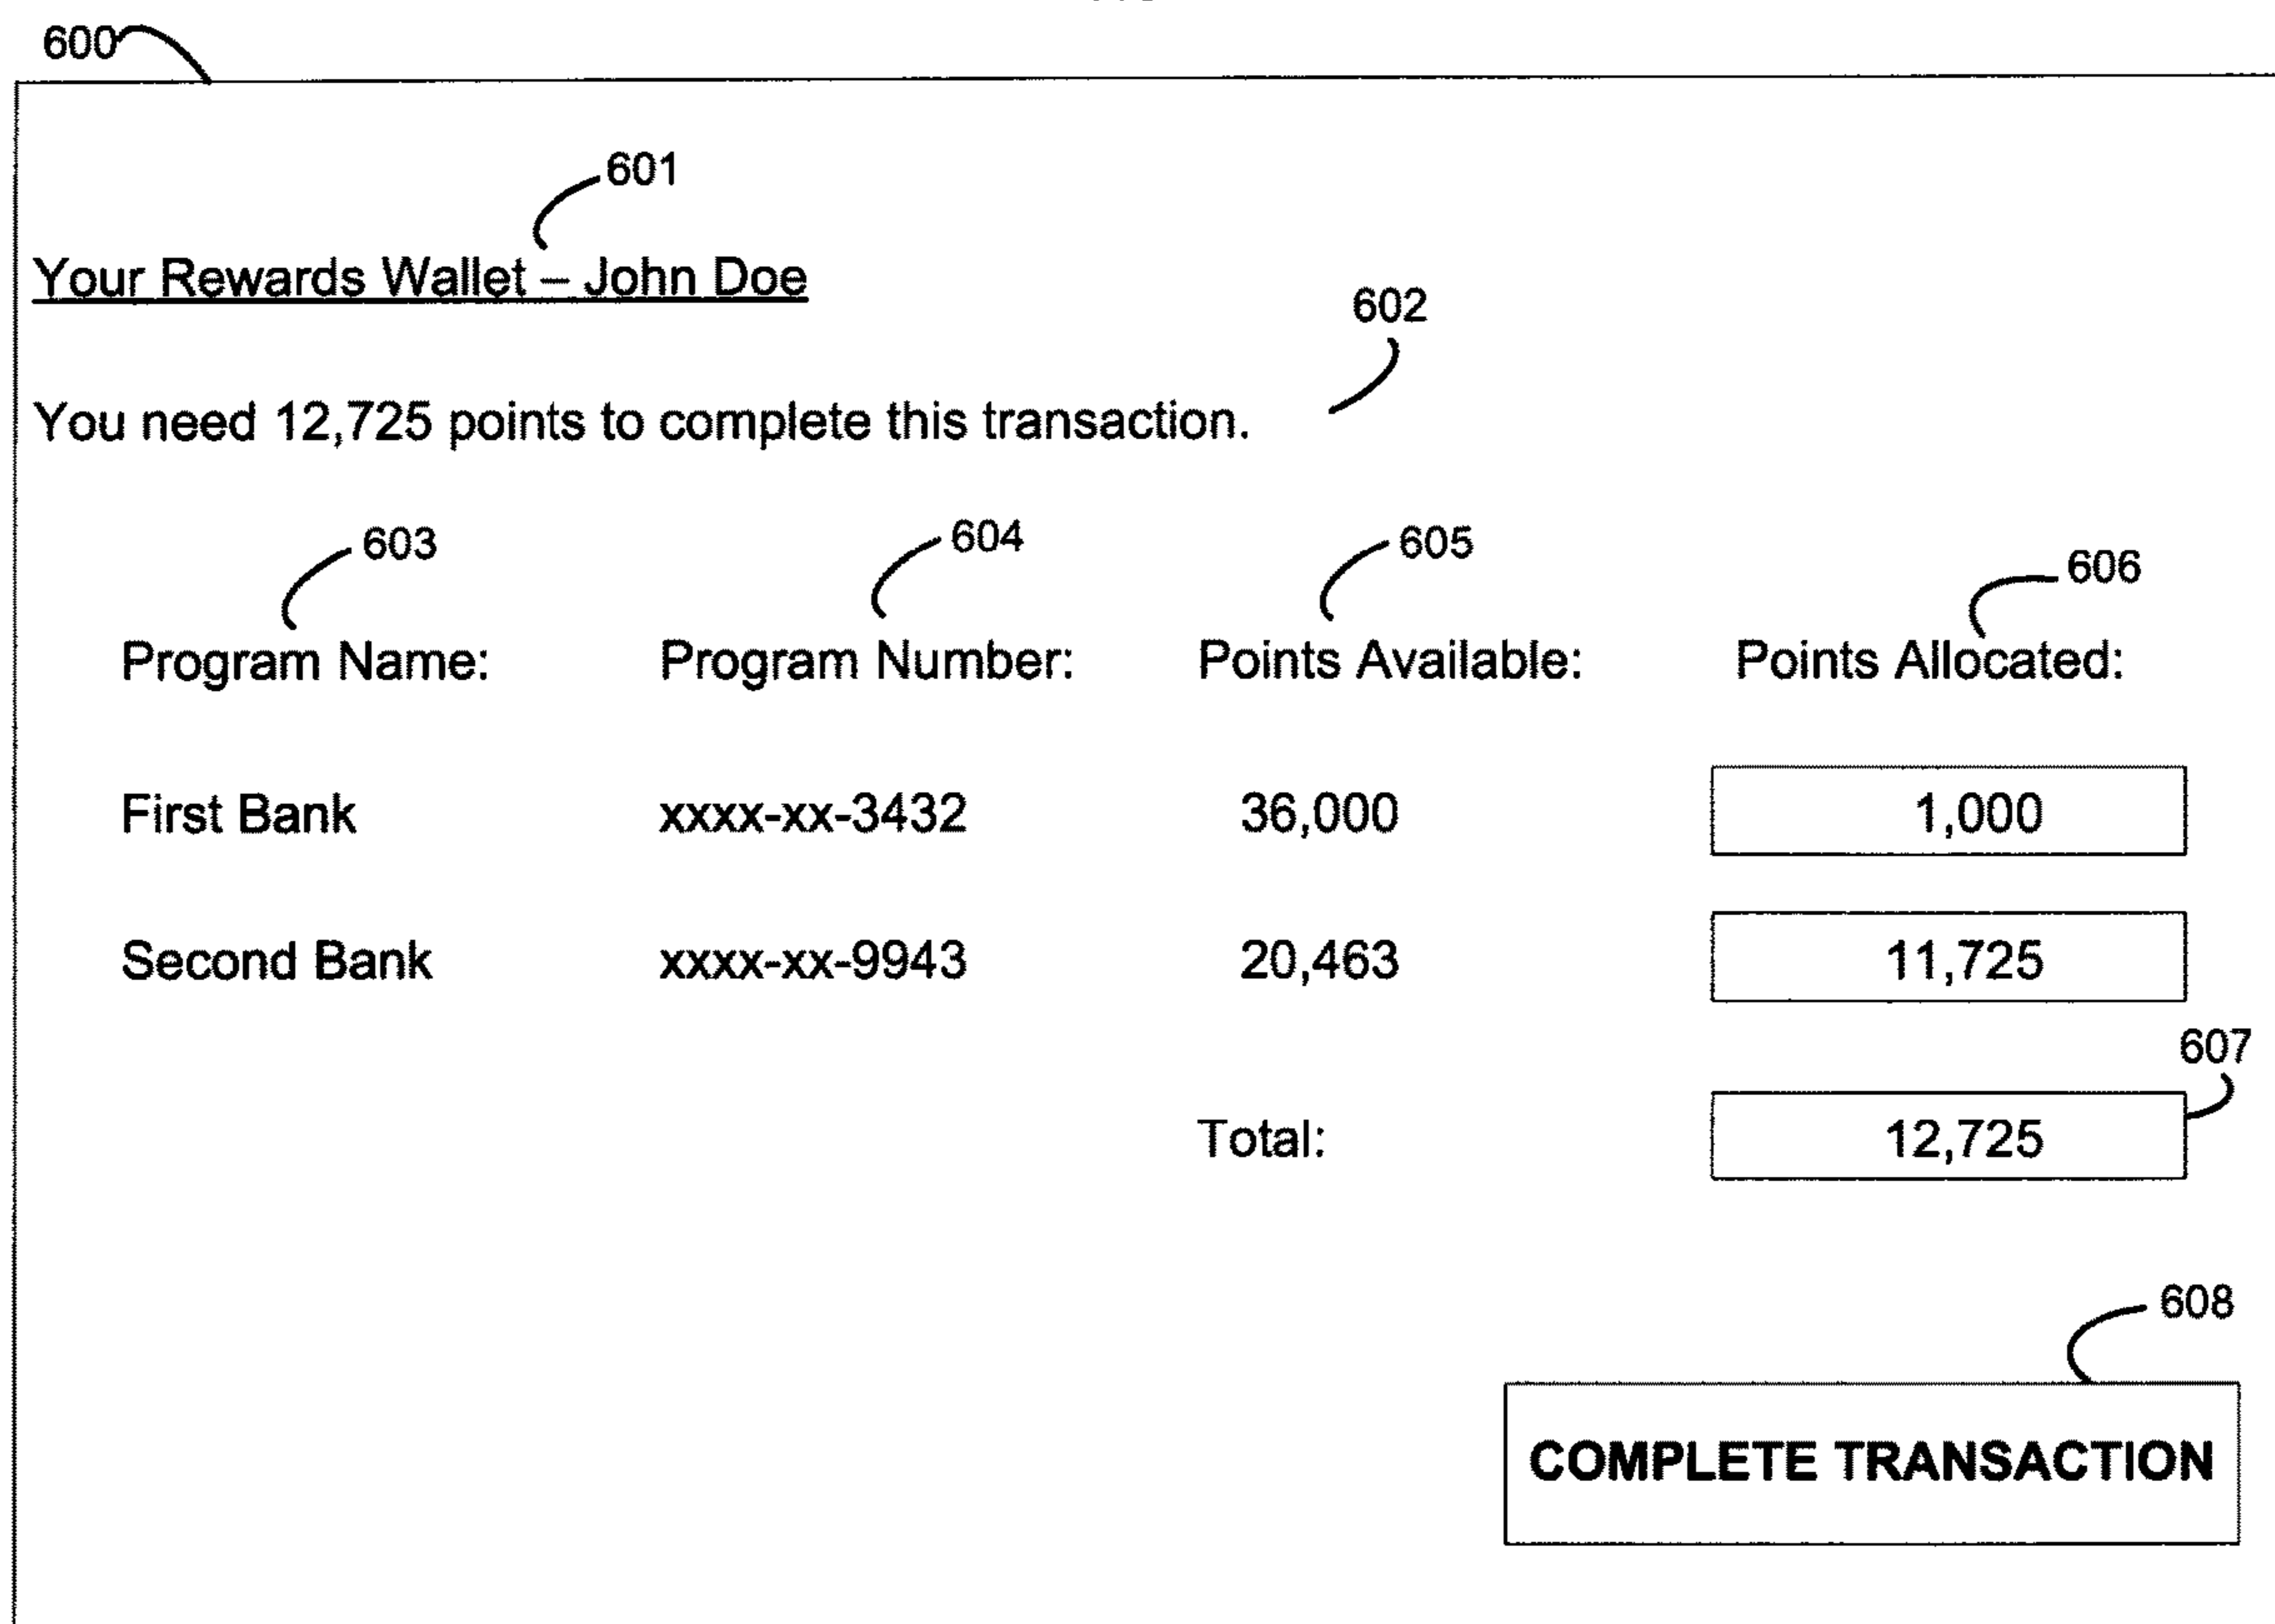 600
601
Your Rewards Wallet – John Doe
602
You need 12,725 points to complete this transaction.
603 604 605 606
Program Name: Program Number: Points Available: Points Allocated:
First Bank xxxx-xx-3432 36,000 1,000
Second Bank xxxx-xx-9943 20,463 11,725
607
Total: 12,725
608
COMPLETE TRANSACTION